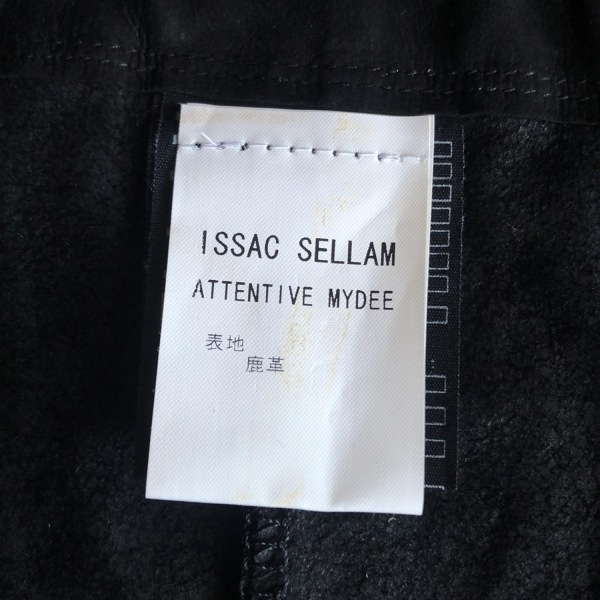 ISSAC SELLAM
ATTENTIVE MYDEE
表地
鹿革